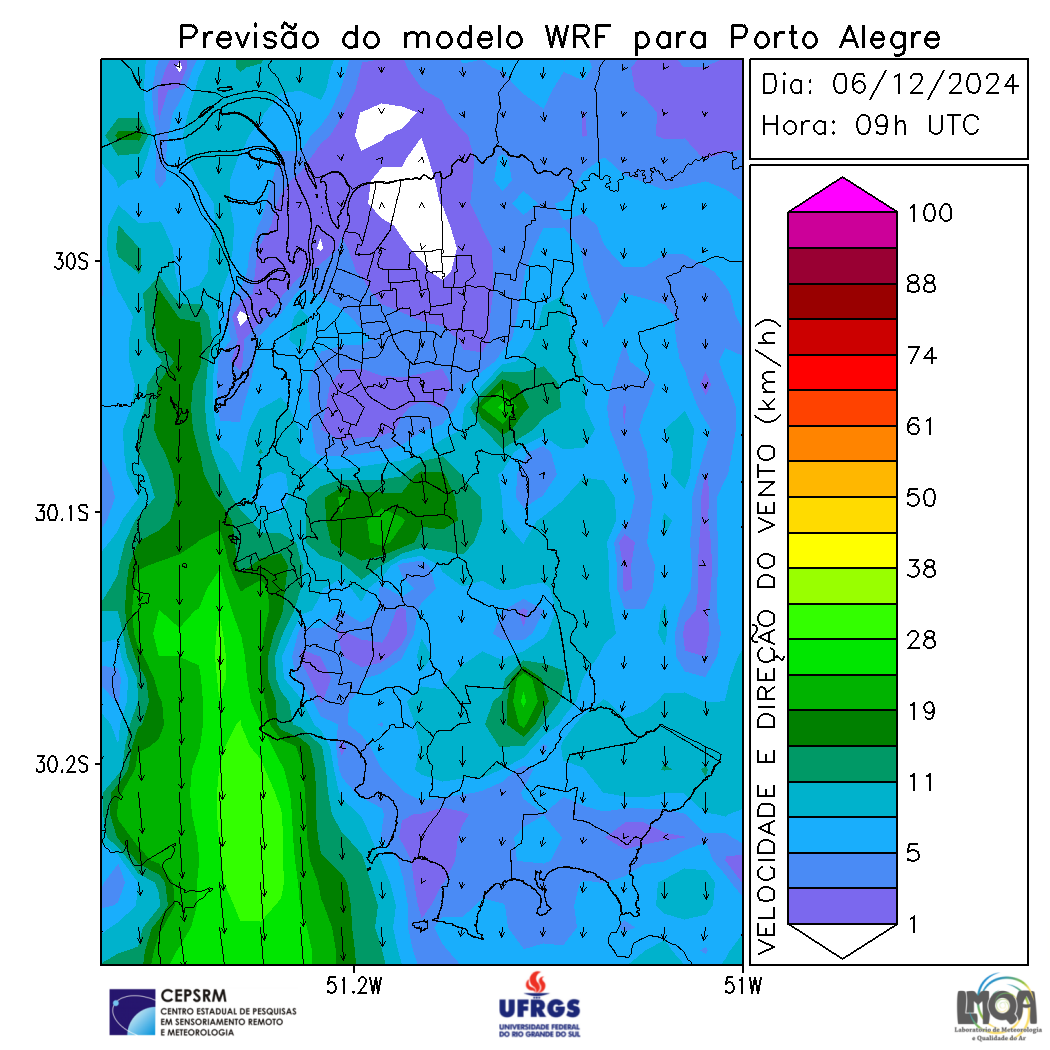 Previsão do modelo WRF para Porto Alegre
Dia: 06/12/2024
Hora: 09h UTC
30S
30.1S
30.2S
51.2W
51W
VELOCIDADE E DIREÇÃO DO VENTO (km/h)
100
88
74
61
50
38
28
19
11
5
1
CEPSRM
CENTRO ESTADUAL DE PESQUISAS
EM SENSORIAMENTO REMOTO
E METEOROLOGIA
UFRGS
UNIVERSIDADE FEDERAL
DO RIO GRANDE DO SUL
LMQA
Laboratório de Meteorologia
e Qualidade do Ar